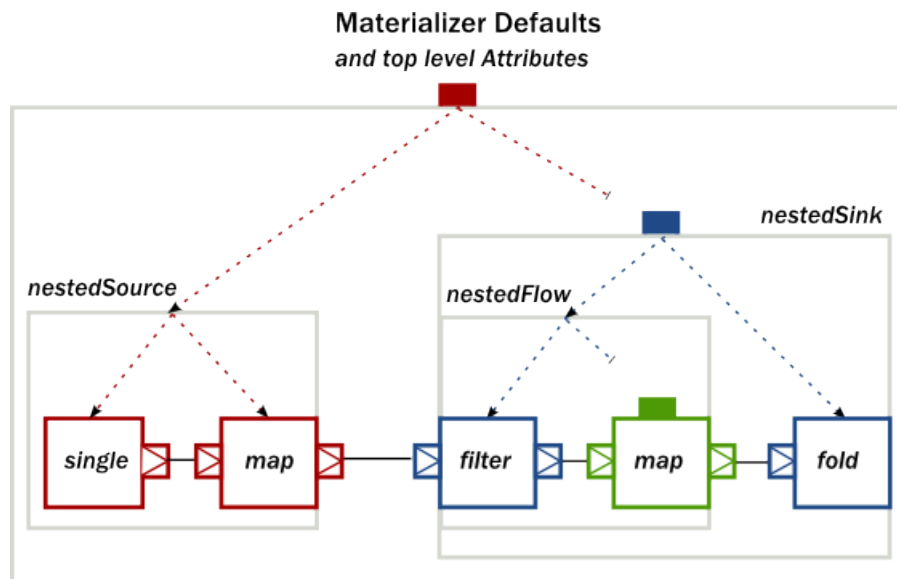 Materializer Defaults
and top level Attributes
nestedSink
nestedSource
nestedFlow
single
map
filter
map
fold